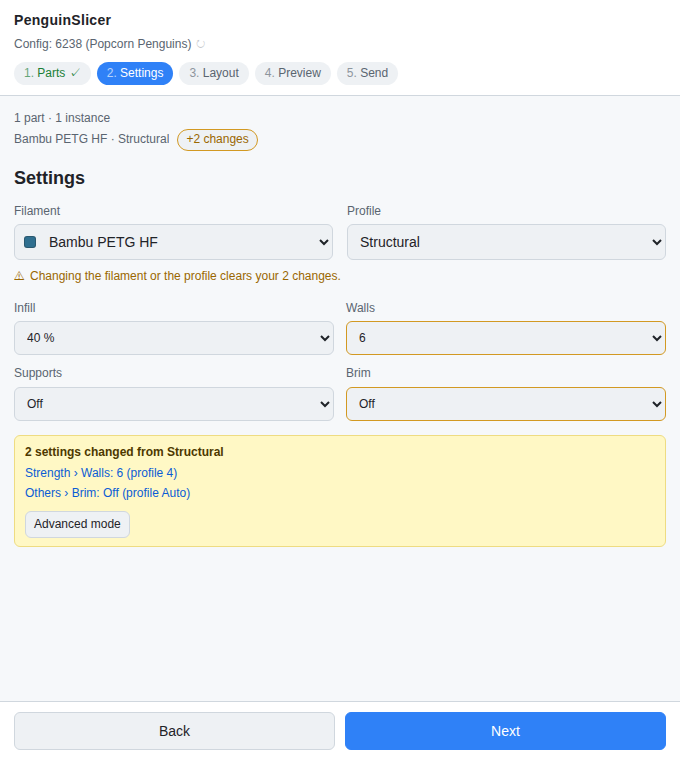 PenguinSlicer
Config: 6238 (Popcorn Penguins)
1. Parts ✓ 2. Settings 3. Layout 4. Preview 5. Send
1 part · 1 instance
Bambu PETG HF · Structural +2 changes
Settings
Filament Profile
Bambu PETG HF Structural
⚠ Changing the filament or the profile clears your 2 changes.
Infill Walls
40 % 6
Supports Brim
Off Off
2 settings changed from Structural
Strength › Walls: 6 (profile 4)
Others › Brim: Off (profile Auto)
Advanced mode
Back Next